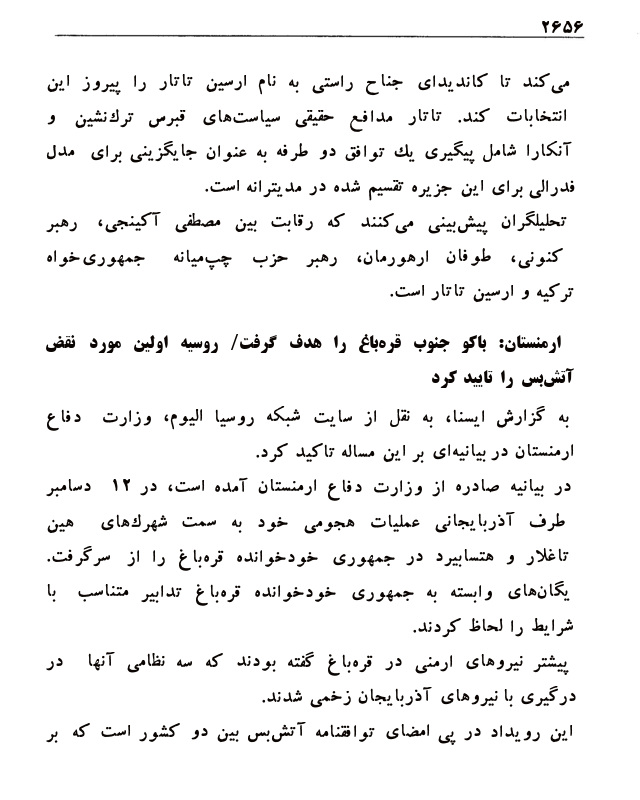 ۲۶۵۶
می‌کند تا کاندیدای جناح راستی به نام ارسین تاتار را پیروز این
انتخابات کند. تاتار مدافع حقیقی سیاست‌های قبرس ترك‌نشین و
آنکارا شامل پیگیری یك توافق دو طرفه به عنوان جایگزینی برای مدل
فدرالی برای این جزیره تقسیم شده در مدیترانه است.
تحلیلگران پیش‌بینی می‌کنند که رقابت بین مصطفی آکینجی، رهبر
کنونی، طوفان ارهورمان، رهبر حزب چپ‌میانه جمهوری‌خواه
ترکیه و ارسین تاتار است.
ارمنستان: باکو جنوب قره‌باغ را هدف گرفت/ روسیه اولین مورد نقض
آتش‌بس را تایید کرد
به گزارش ایسنا، به نقل از سایت شبکه روسیا الیوم، وزارت دفاع
ارمنستان در بیانیه‌ای بر این مساله تاکید کرد.
در بیانیه صادره از وزارت دفاع ارمنستان آمده است، در ۱۲ دسامبر
طرف آذربایجانی عملیات هجومی خود به سمت شهرك‌های هین
تاغلار و هتسابیرد در جمهوری خودخوانده قره‌باغ را از سرگرفت.
یگان‌های وابسته به جمهوری خودخوانده قره‌باغ تدابیر متناسب با
شرایط را لحاظ کردند.
پیشتر نیروهای ارمنی در قره‌باغ گفته بودند که سه نظامی آنها در
درگیری با نیروهای آذربایجان زخمی شدند.
این رویداد در پی امضای توافقنامه آتش‌بس بین دو کشور است که بر